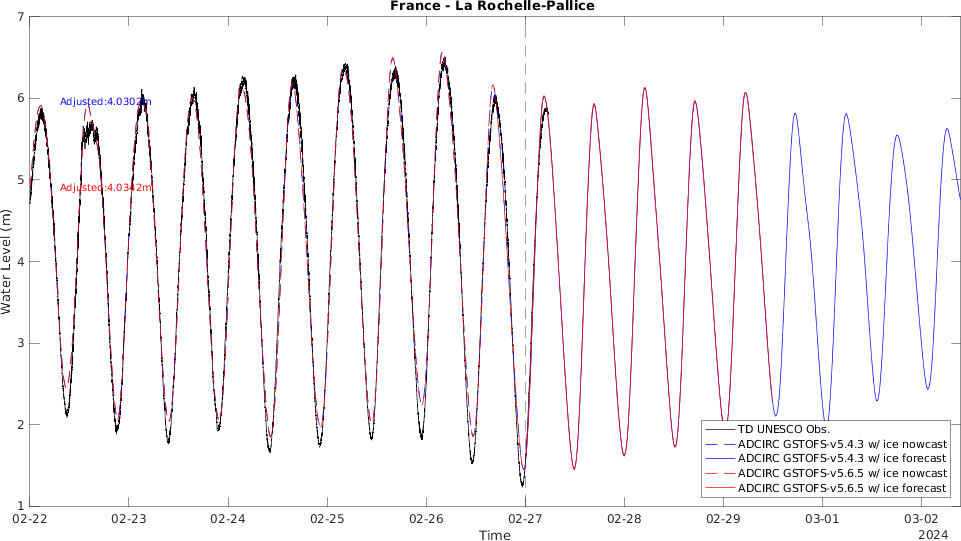 France - La Rochelle-Pallice
7
6
5
4
3
2
1
Water Level (m)
Adjusted:4.0302m
Adjusted:4.0342m
TD UNESCO Obs.
ADCIRC GSTOFS-v5.4.3 w/ ice nowcast
ADCIRC GSTOFS-v5.4.3 w/ ice forecast
ADCIRC GSTOFS-v5.6.5 w/ ice nowcast
ADCIRC GSTOFS-v5.6.5 w/ ice forecast
02-22 02-23 02-24 02-25 02-26 02-27 02-28 02-29 03-01 03-02
Time
2024